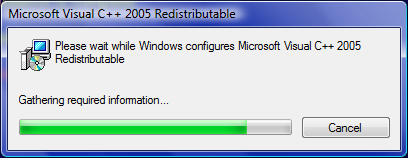 Microsoft Visual C++ 2005 Redistributable
Please wait while Windows configures Microsoft Visual C++ 2005
Redistributable
Gathering required information...
Cancel